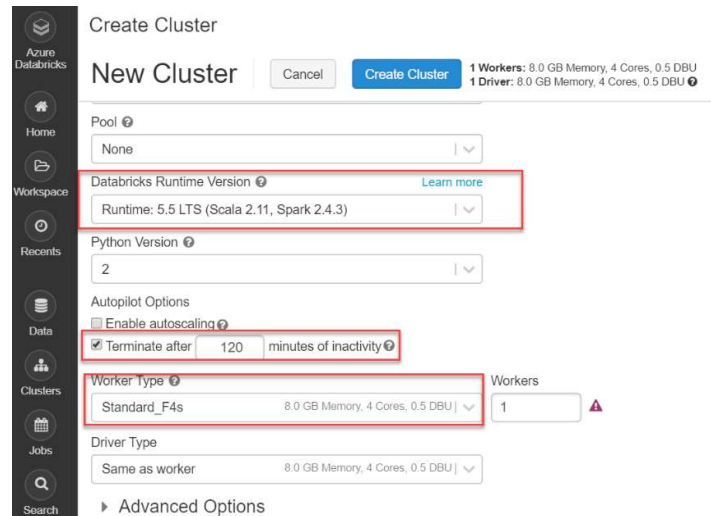 Azure
Databricks
Home
Workspace
Recents
Data
Clusters
Jobs
Search
Create Cluster
New Cluster
Cancel
Create Cluster
1 Workers: 8.0 GB Memory, 4 Cores, 0.5 DBU
1 Driver: 8.0 GB Memory, 4 Cores, 0.5 DBU
Pool
None
Databricks Runtime Version Learn more
Runtime: 5.5 LTS (Scala 2.11, Spark 2.4.3)
Python Version
2
Autopilot Options
Enable autoscaling
Terminate after 120 minutes of inactivity
Worker Type Workers
Standard_F4s 8.0 GB Memory, 4 Cores, 0.5 DBU 1
Driver Type
Same as worker 8.0 GB Memory, 4 Cores, 0.5 DBU
Advanced Options